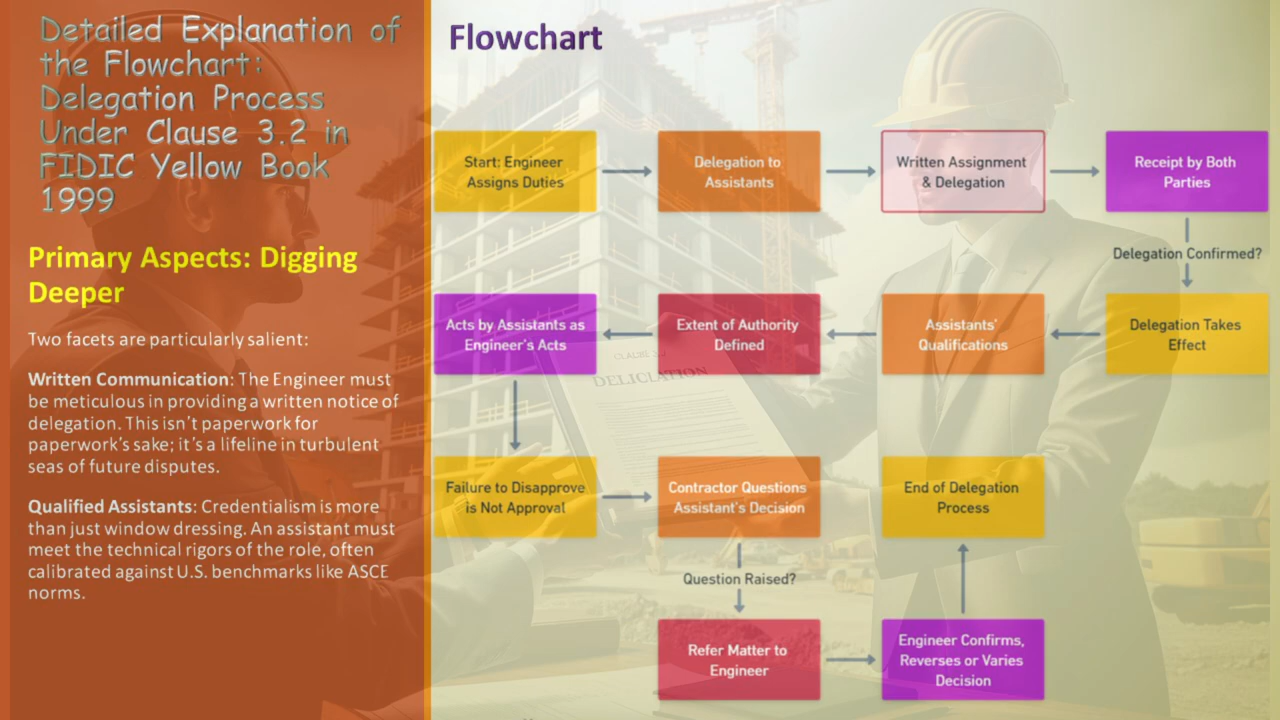 Detailed Explanation of
the Flowchart:
Delegation Process
Under Clause 3.2 in
FIDIC Yellow Book
1999
Primary Aspects: Digging
Deeper
Two facets are particularly salient:
Written Communication: The Engineer must
be meticulous in providing a written notice of
delegation. This isn't paperwork for
paperwork's sake; it's a lifeline in turbulent
seas of future disputes.
Qualified Assistants: Credentialism is more
than just window dressing. An assistant must
meet the technical rigors of the role, often
calibrated against U.S. benchmarks like ASCE
norms.
Flowchart
Start: Engineer
Assigns Duties
Delegation to
Assistants
Written Assignment
& Delegation
Receipt by Both
Parties
Delegation Confirmed?
Delegation Takes
Effect
Assistants'
Qualifications
Extent of Authority
Defined
Acts by Assistants as
Engineer's Acts
Failure to Disapprove
is Not Approval
Contractor Questions
Assistant's Decision
Question Raised?
Refer Matter to
Engineer
Engineer Confirms,
Reverses or Varies
Decision
End of Delegation
Process
DELICLATION